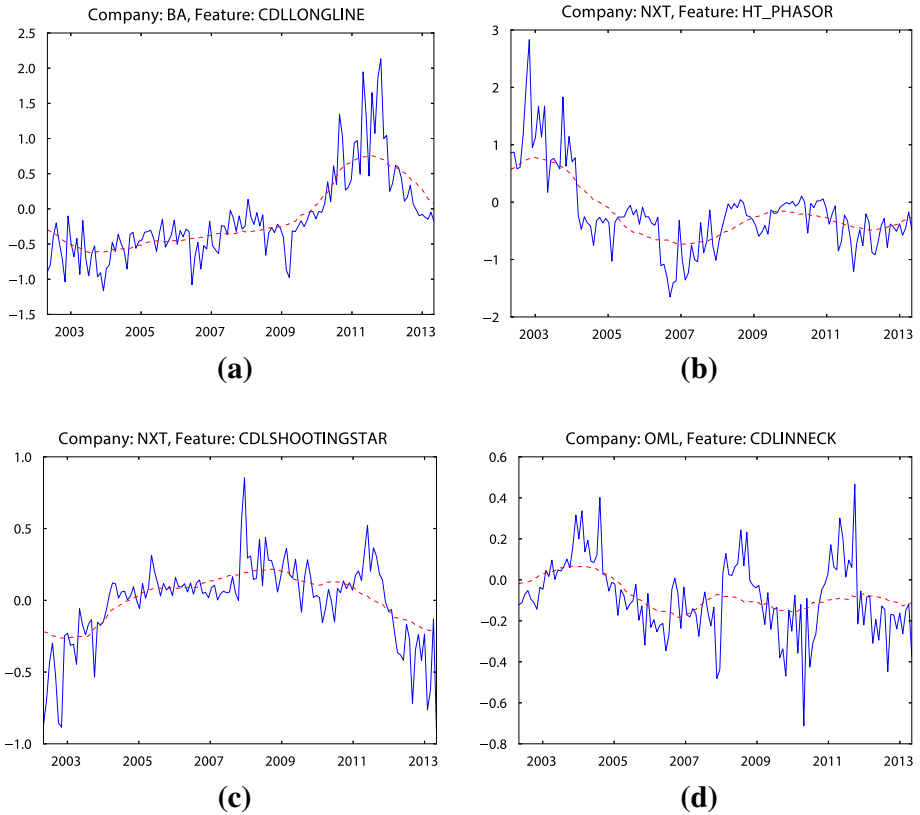 Company: BA, Feature: CDLLONGLINE
2.5
2.0
1.5
1.0
0.5
0.0
−0.5
−1.0
−1.5
2003 2005 2007 2009 2011 2013
(a)
Company: NXT, Feature: HT_PHASOR
3
2
1
0
−1
−2
2003 2005 2007 2009 2011 2013
(b)
Company: NXT, Feature: CDLSHOOTINGSTAR
1.0
0.5
0.0
−0.5
−1.0
2003 2005 2007 2009 2011 2013
(c)
Company: OML, Feature: CDLINNECK
0.6
0.4
0.2
0.0
−0.2
−0.4
−0.6
−0.8
2003 2005 2007 2009 2011 2013
(d)